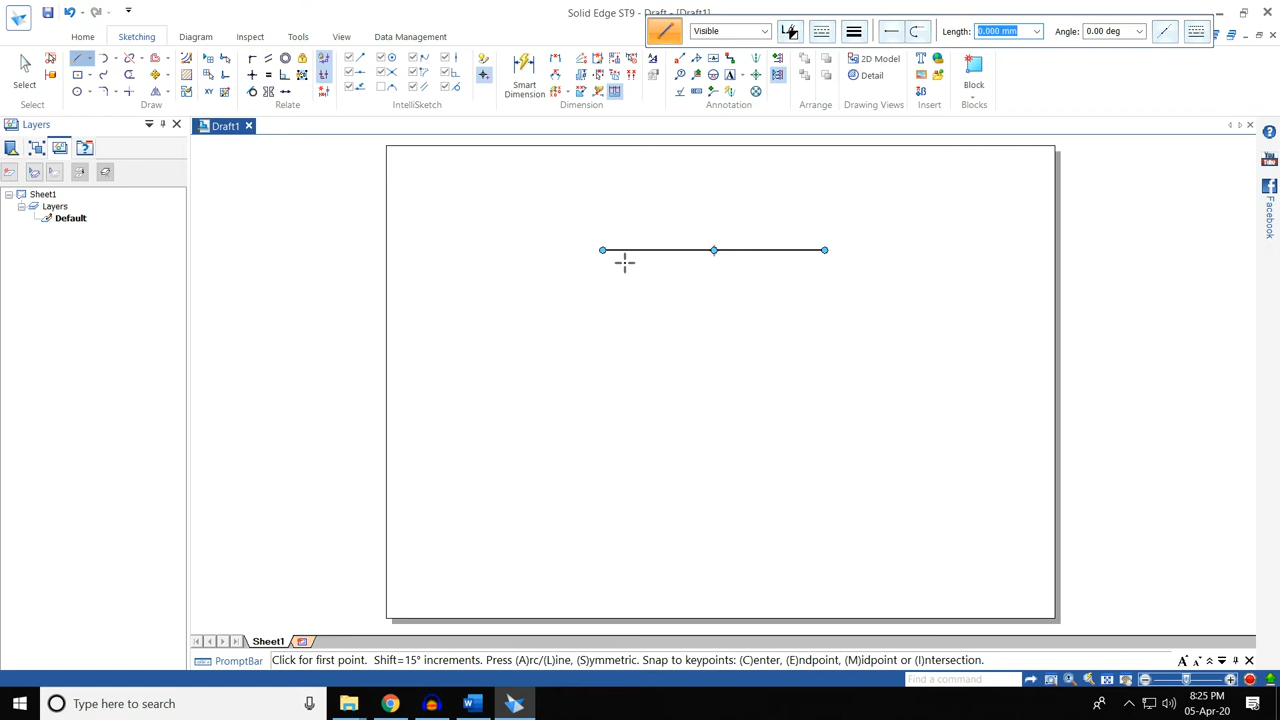 Solid Edge ST9 - Draft - [Draft1]
Home Sketching Diagram Inspect Sketching Tools View Data Management
Visible Length: 0.000 mm Angle: 0.00 deg
Select Smart Dimension 2D Model Detail Block
Select Draw Relate IntelliSketch Dimension Annotation Arrange Drawing Views Insert Blocks
Layers
Draft1
Sheet1
Layers
Default
You Tube
Facebook
Sheet1
PromptBar Click for first point. Shift=15° increments. Press (A)rc/(L)ine, (S)ymmetric. Snap to keypoints: (C)enter, (E)ndpoint, (M)idpoint or (I)ntersection.
Find a command
Type here to search
8:25 PM
05-Apr-20